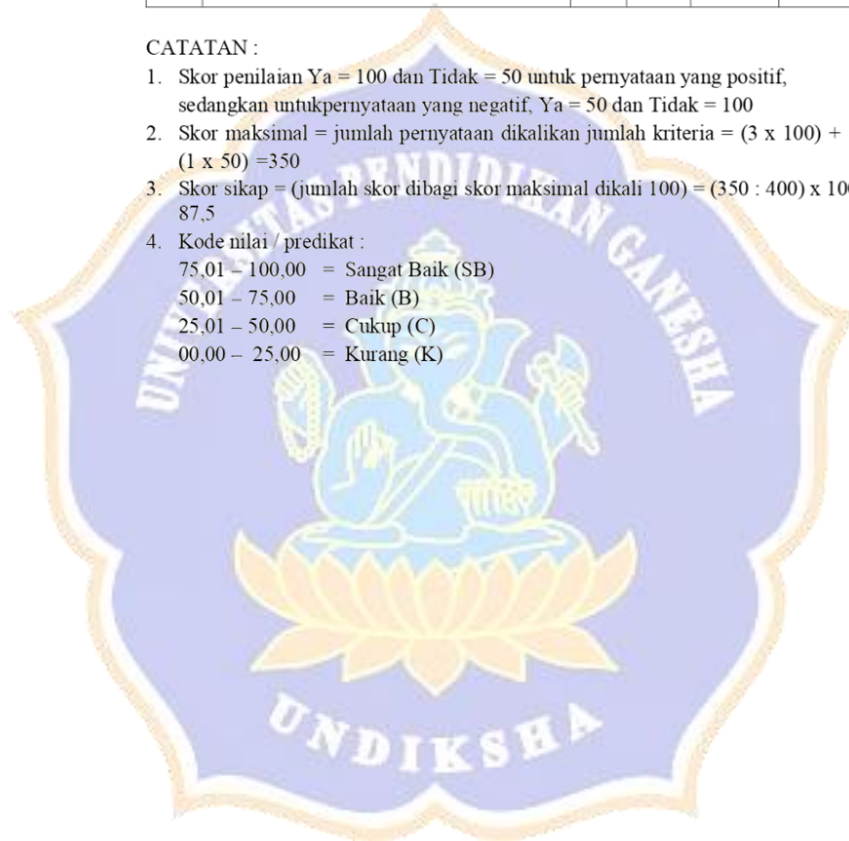 CATATAN :
1. Skor penilaian Ya = 100 dan Tidak = 50 untuk pernyataan yang positif,
sedangkan untukpernyataan yang negatif, Ya = 50 dan Tidak = 100
2. Skor maksimal = jumlah pernyataan dikalikan jumlah kriteria = (3 x 100) +
(1 x 50) =350
3. Skor sikap = (jumlah skor dibagi skor maksimal dikali 100) = (350 : 400) x 10
87,5
4. Kode nilai / predikat :
75,01 – 100,00 = Sangat Baik (SB)
50,01 – 75,00 = Baik (B)
25,01 – 50,00 = Cukup (C)
00,00 – 25,00 = Kurang (K)
UNIVERSITAS PENDIDIKAN GANESHA
UNDIKSHA